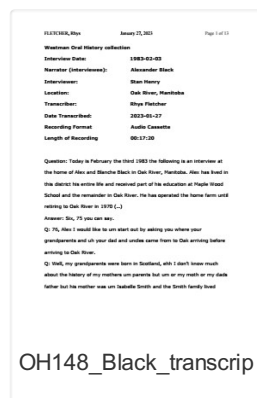 FLETCHER, Rhys January 27, 2023 Page 1 of 13
Westman Oral History collection
Interview Date: 1983-02-03
Narrator (interviewee): Alexander Black
Interviewer: Stan Henry
Location: Oak River, Manitoba
Transcriber: Rhys Fletcher
Date Transcribed: 2023-01-27
Recording Format Audio Cassette
Length of Recording 00:17:20
Question: Today is February the third 1983 the following is an interview at
the home of Alex and Blanche Black in Oak River, Manitoba. Alex has lived in
this district his entire life and received part of his education at Maple Mood
School and the remainder in Oak River. He has operated the home farm until
retiring to Oak River in 1970 (...)
Answer: Six, 75 you can say.
Q: 70, Alex I would like to um start out by asking you where your
grandparents and uh your dad and undes came from to Oak arriving before
arriving to Oak River.
Q: Well, my grandparents were born in Scotland, ehh I don't know much
about the history of my mothers um parents but um er my moth or my dads
father but his mother was um Isabelle Smith and the Smith family lived
OH148_Black_transcrip